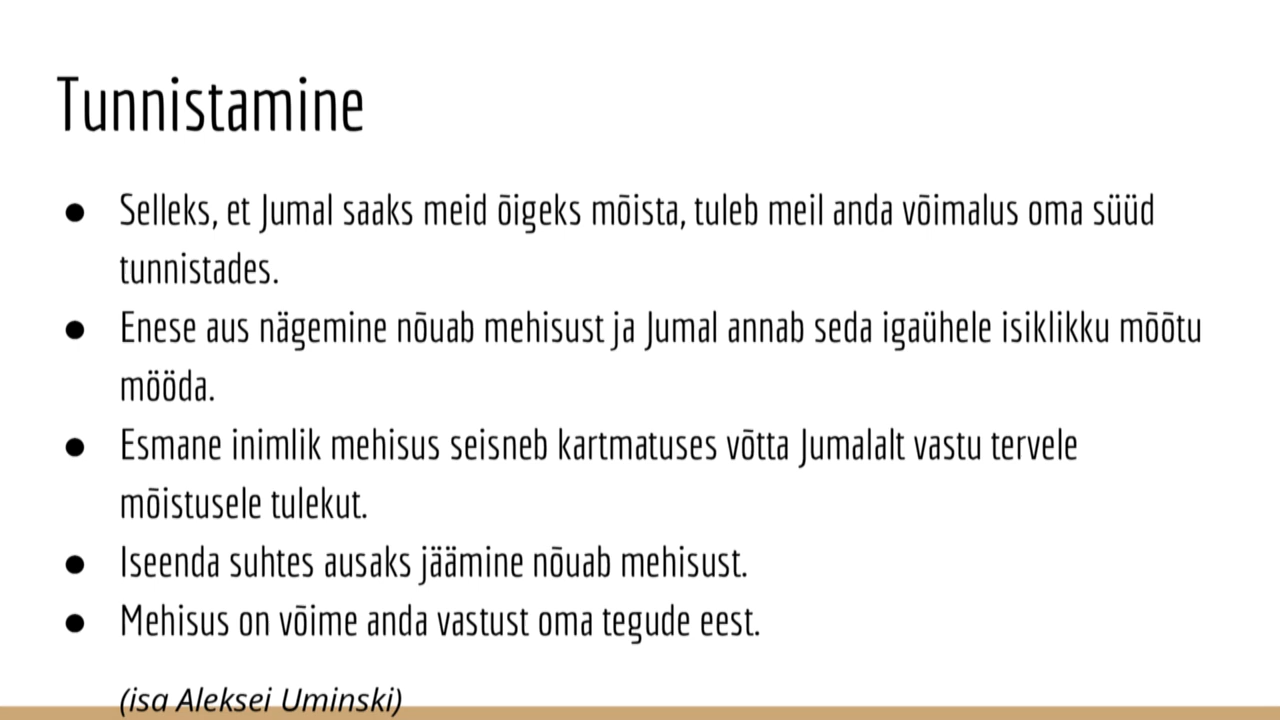 Tunnistamine
● Selleks, et Jumal saaks meid õigeks mõista, tuleb meil anda võimalus oma süüd
tunnistades.
● Enese aus nägemine nõuab mehisust ja Jumal annab seda igaühele isiklikku mõõtu
mööda.
● Esmane inimlik mehisus seisneb kartmatuses võtta Jumalalt vastu tervele
mõistusele tulekut.
● Iseenda suhtes ausaks jäämine nõuab mehisust.
● Mehisus on võime anda vastust oma tegude eest.
(isa Aleksei Uminski)